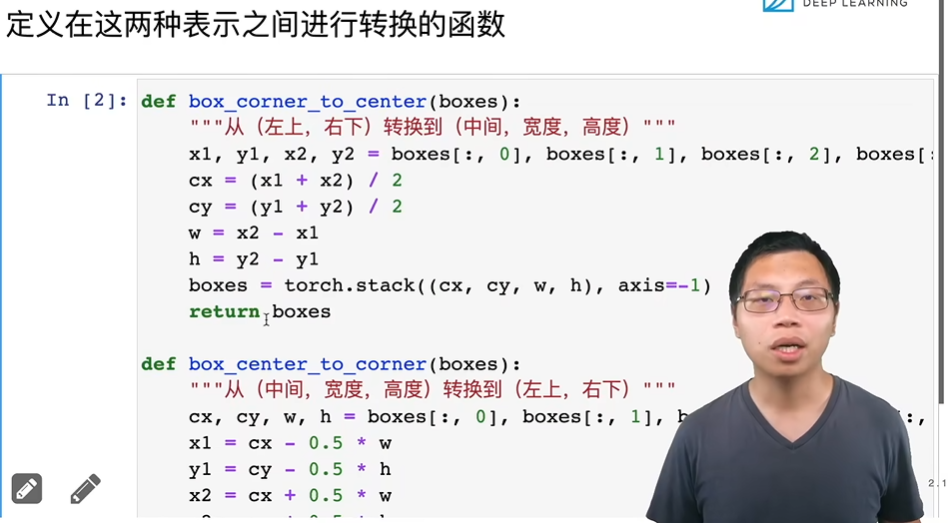 DEEP LEARNING
定义在这两种表示之间进行转换的函数
In [2]: def box_corner_to_center(boxes):
"""从（左上，右下）转换到（中间，宽度，高度）"""
x1, y1, x2, y2 = boxes[:, 0], boxes[:, 1], boxes[:, 2], boxes[:
cx = (x1 + x2) / 2
cy = (y1 + y2) / 2
w = x2 - x1
h = y2 - y1
boxes = torch.stack((cx, cy, w, h), axis=-1)
return boxes
def box_center_to_corner(boxes):
"""从（中间，宽度，高度）转换到（左上，右下）"""
cx, cy, w, h = boxes[:, 0], boxes[:, 1], b :,
x1 = cx - 0.5 * w
y1 = cy - 0.5 * h
x2 = cx + 0.5 * w
2.1